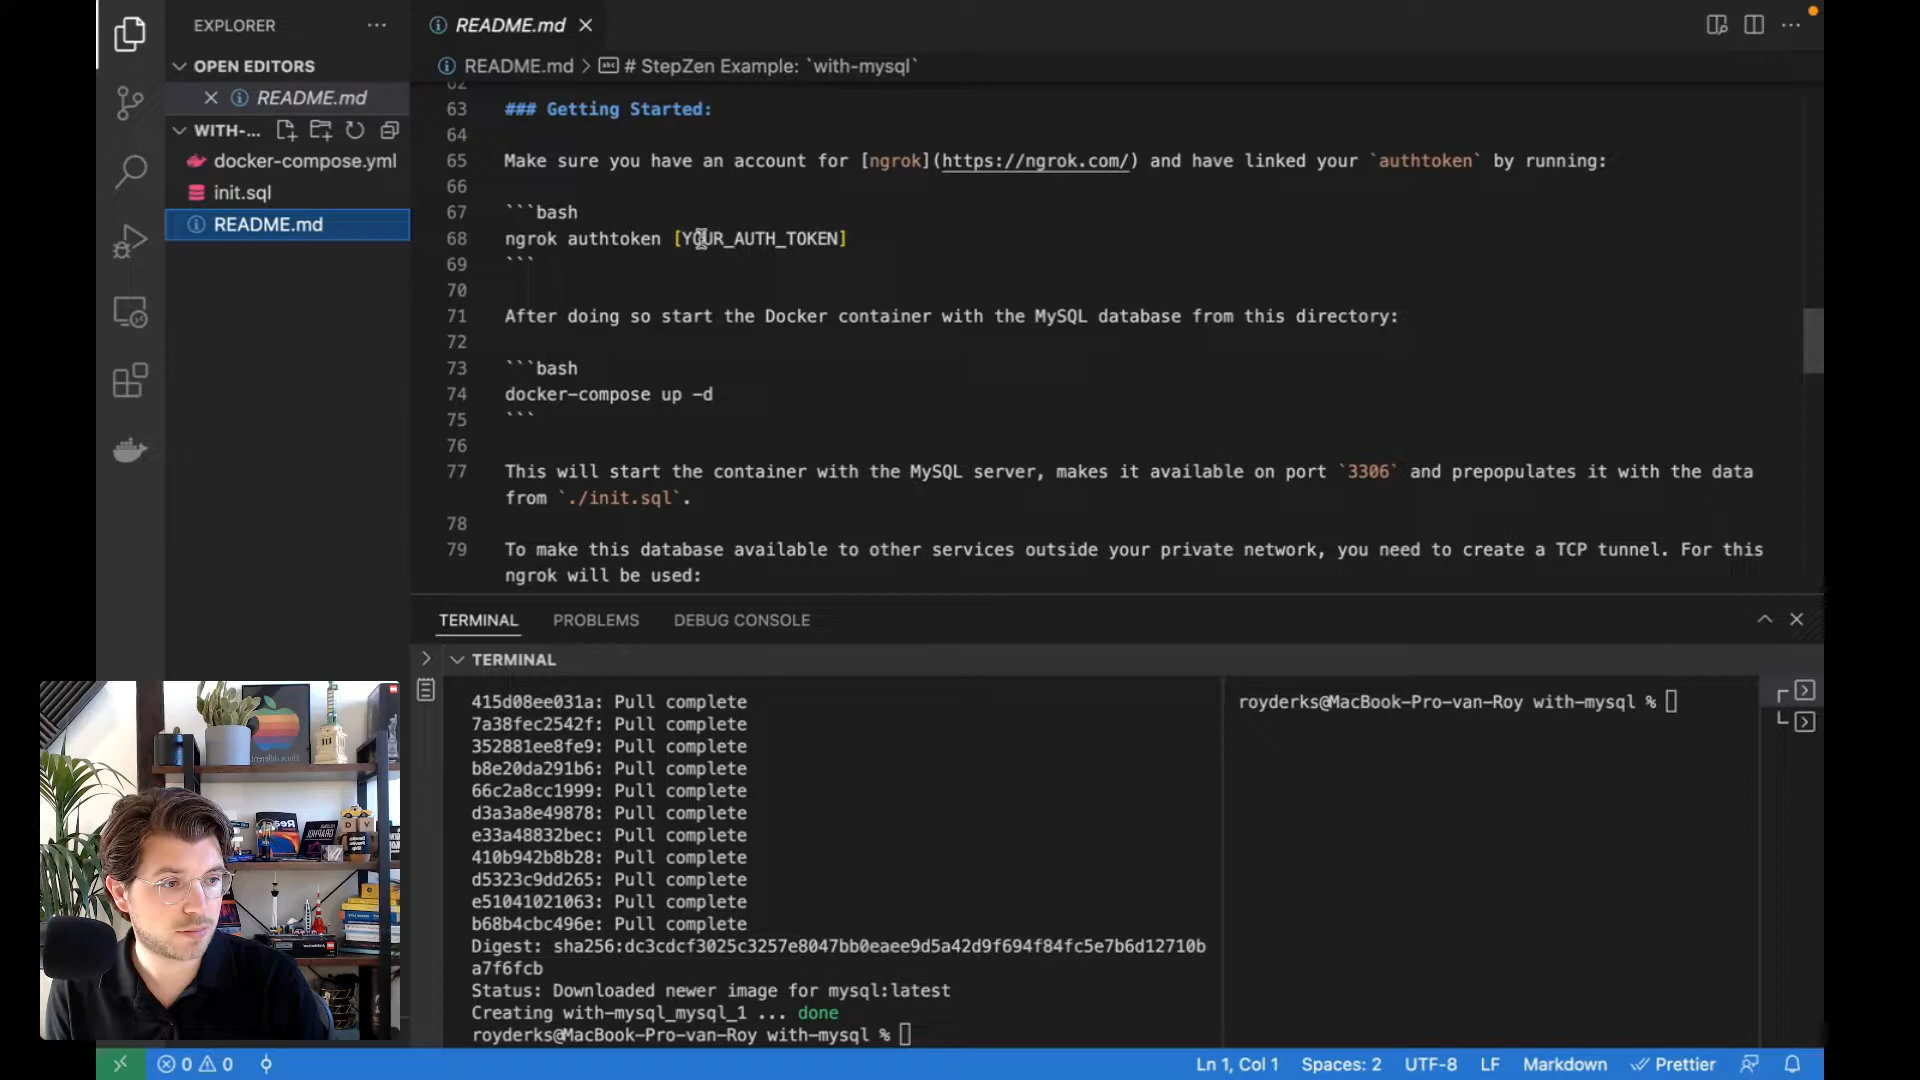 EXPLORER
README.md
README.md > # StepZen Example: `with-mysql`
OPEN EDITORS
README.md
WITH-...
docker-compose.yml
init.sql
README.md
62
63 ### Getting Started:
64
65 Make sure you have an account for [ngrok](https://ngrok.com/) and have linked your `authtoken` by running:
66
67 ```bash
68 ngrok authtoken [YOUR_AUTH_TOKEN]
69 ```
70
71 After doing so start the Docker container with the MySQL database from this directory:
72
73 ```bash
74 docker-compose up -d
75 ```
76
77 This will start the container with the MySQL server, makes it available on port `3306` and prepopulates it with the data
from `./init.sql`.
78
79 To make this database available to other services outside your private network, you need to create a TCP tunnel. For this
ngrok will be used:
TERMINAL PROBLEMS DEBUG CONSOLE
TERMINAL
415d08ee031a: Pull complete
7a38fec2542f: Pull complete
352881ee8fe9: Pull complete
b8e20da291b6: Pull complete
66c2a8cc1999: Pull complete
d3a3a8e49878: Pull complete
e33a48832bec: Pull complete
410b942b8b28: Pull complete
d5323c9dd265: Pull complete
e51041021063: Pull complete
b68b4cbc496e: Pull complete
Digest: sha256:dc3cdcf3025c3257e8047bb0eaee9d5a42d9f694f84fc5e7b6d12710b
a7f6fcb
Status: Downloaded newer image for mysql:latest
Creating with-mysql_mysql_1 ... done
royderks@MacBook-Pro-van-Roy with-mysql %
royderks@MacBook-Pro-van-Roy with-mysql %
0 0
Ln 1, Col 1 Spaces: 2 UTF-8 LF Markdown Prettier